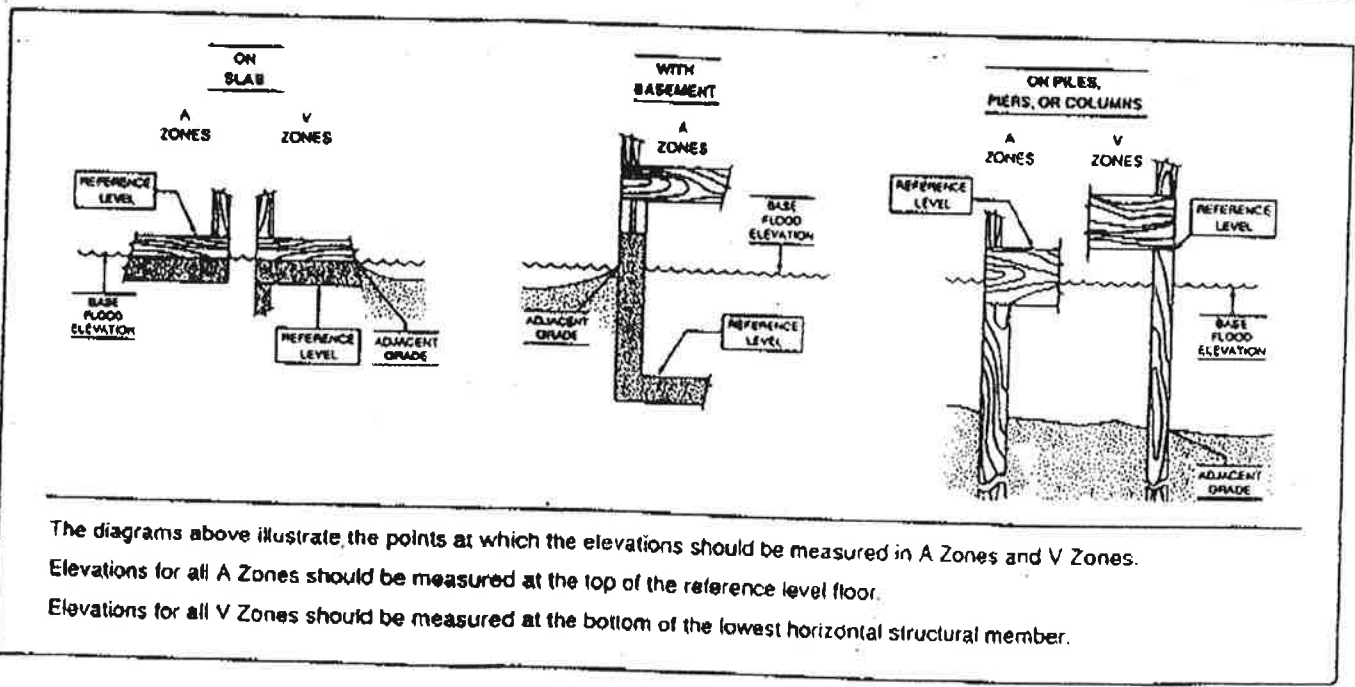 ON
SLAB
A
ZONES
V
ZONES
REFERENCE
LEVEL
BASE
FLOOD
ELEVATION
REFERENCE
LEVEL
ADJACENT
GRADE
WITH
BASEMENT
A
ZONES
BASE
FLOOD
ELEVATION
ADJACENT
GRADE
REFERENCE
LEVEL
ON PILES,
PIERS, OR COLUMNS
A
ZONES
V
ZONES
REFERENCE
LEVEL
REFERENCE
LEVEL
BASE
FLOOD
ELEVATION
ADJACENT
GRADE
The diagrams above illustrate the points at which the elevations should be measured in A Zones and V Zones.
Elevations for all A Zones should be measured at the top of the reference level floor.
Elevations for all V Zones should be measured at the bottom of the lowest horizontal structural member.